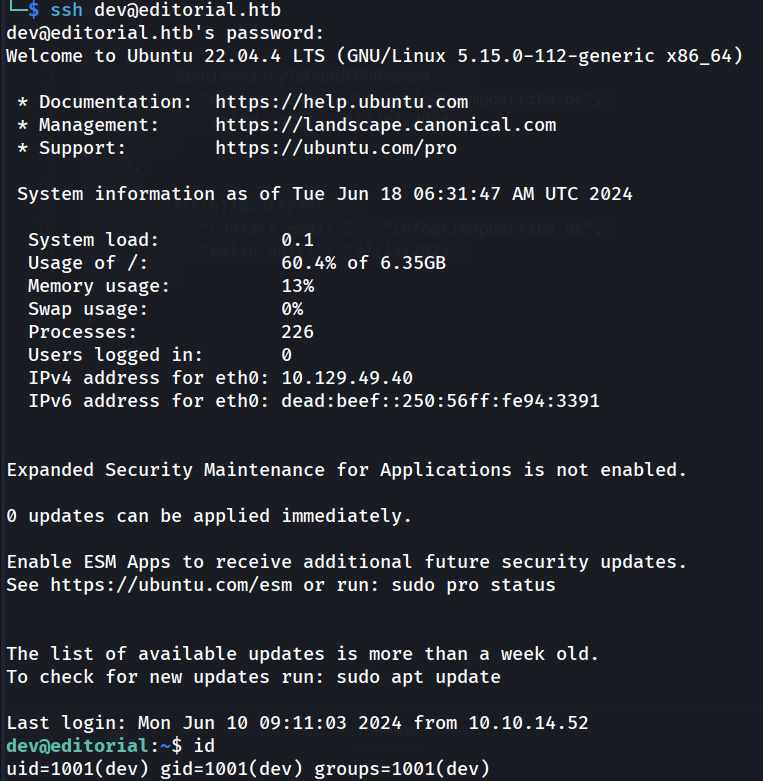 └─$ ssh dev@editorial.htb
dev@editorial.htb's password:
Welcome to Ubuntu 22.04.4 LTS (GNU/Linux 5.15.0-112-generic x86_64)
* Documentation:  https://help.ubuntu.com
* Management:     https://landscape.canonical.com
* Support:        https://ubuntu.com/pro
System information as of Tue Jun 18 06:31:47 AM UTC 2024
System load:           0.1
Usage of /:            60.4% of 6.35GB
Memory usage:          13%
Swap usage:            0%
Processes:             226
Users logged in:       0
IPv4 address for eth0: 10.129.49.40
IPv6 address for eth0: dead:beef::250:56ff:fe94:3391
Expanded Security Maintenance for Applications is not enabled.
0 updates can be applied immediately.
Enable ESM Apps to receive additional future security updates.
See https://ubuntu.com/esm or run: sudo pro status
The list of available updates is more than a week old.
To check for new updates run: sudo apt update
Last login: Mon Jun 10 09:11:03 2024 from 10.10.14.52
dev@editorial:~$ id
uid=1001(dev) gid=1001(dev) groups=1001(dev)